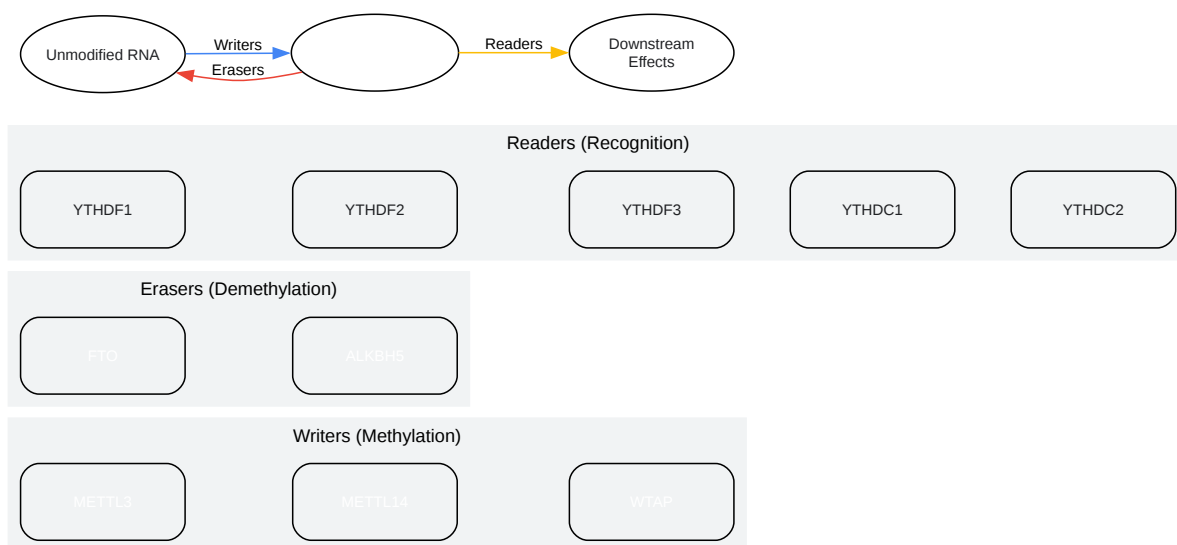 Unmodified RNA
Writers
Erasers
Readers
Downstream
Effects
Readers (Recognition)
YTHDF1
YTHDF2
YTHDF3
YTHDC1
YTHDC2
Erasers (Demethylation)
FTO
ALKBH5
Writers (Methylation)
METTL3
METTL14
WTAP